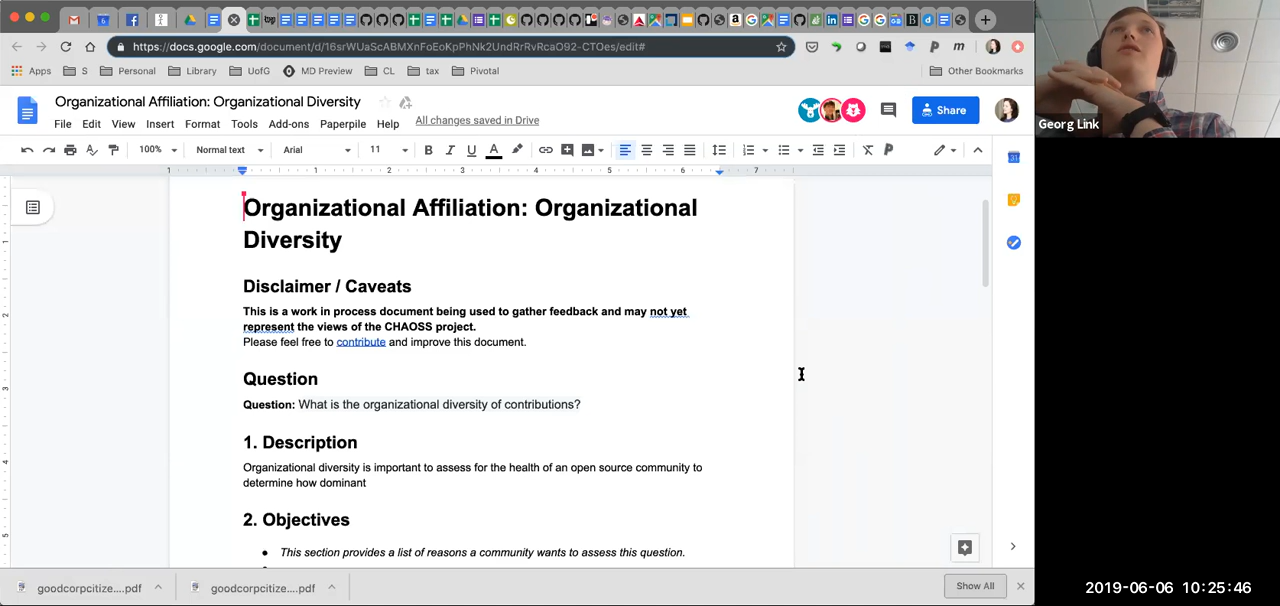 https://docs.google.com/document/d/16srWUaScABMXnFoEoKpPhNk2UndRrRvRcaO92-CTOes/edit#
Apps S Personal Library UofG MD Preview CL tax Pivotal Other Bookmarks
Organizational Affiliation: Organizational Diversity
File Edit View Insert Format Tools Add-ons Paperpile Help All changes saved in Drive
Share
100% Normal text Arial 11
Organizational Affiliation: Organizational
Diversity
Disclaimer / Caveats
This is a work in process document being used to gather feedback and may not yet
represent the views of the CHAOSS project.
Please feel free to contribute and improve this document.
Question
Question: What is the organizational diversity of contributions?
1. Description
Organizational diversity is important to assess for the health of an open source community to
determine how dominant
2. Objectives
● This section provides a list of reasons a community wants to assess this question.
goodcorpcitize....pdf goodcorpcitize....pdf Show All
Georg Link
2019-06-06 10:25:46